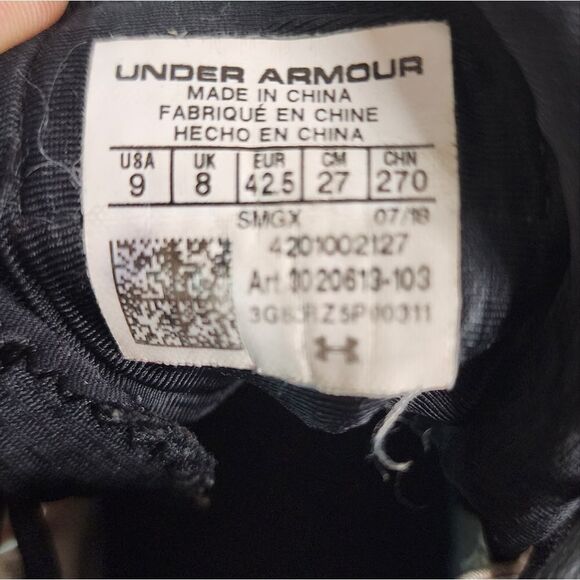 UNDER ARMOUR
MADE IN CHINA
FABRIQUÉ EN CHINE
HECHO EN CHINA
USA UK EUR CM CHN
9 8 42.5 27 270
SMGX 07/18
4201002127
Art. 3020613-103